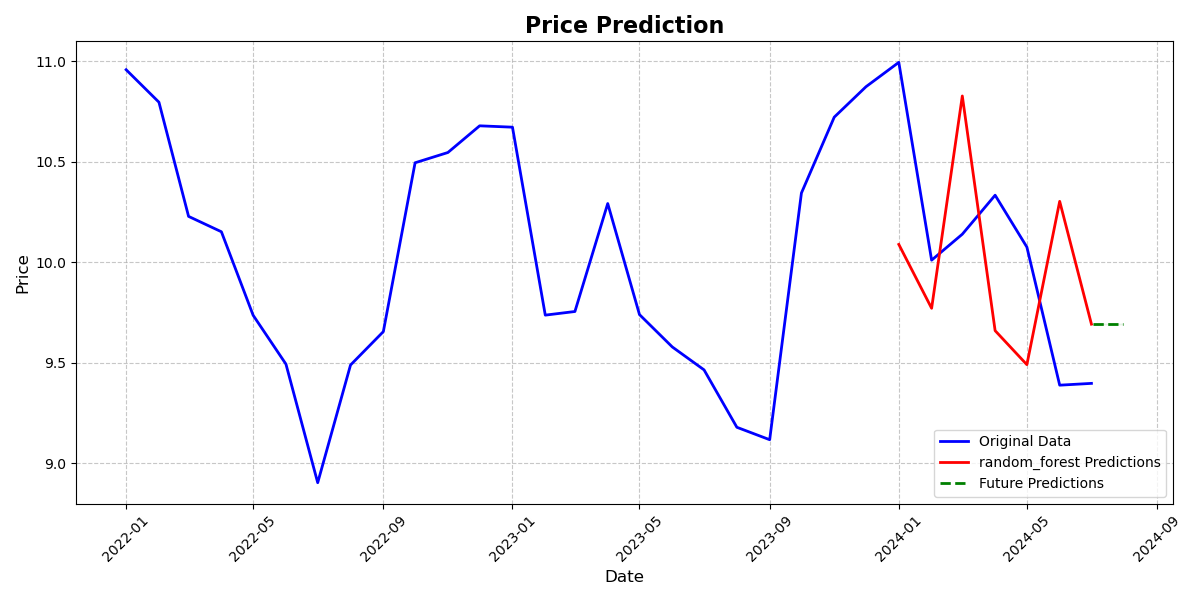 Price Prediction
Price
11.0
10.5
10.0
9.5
9.0
Original Data
random_forest Predictions
Future Predictions
2022-01
2022-05
2022-09
2023-01
2023-05
2023-09
2024-01
2024-05
2024-09
Date